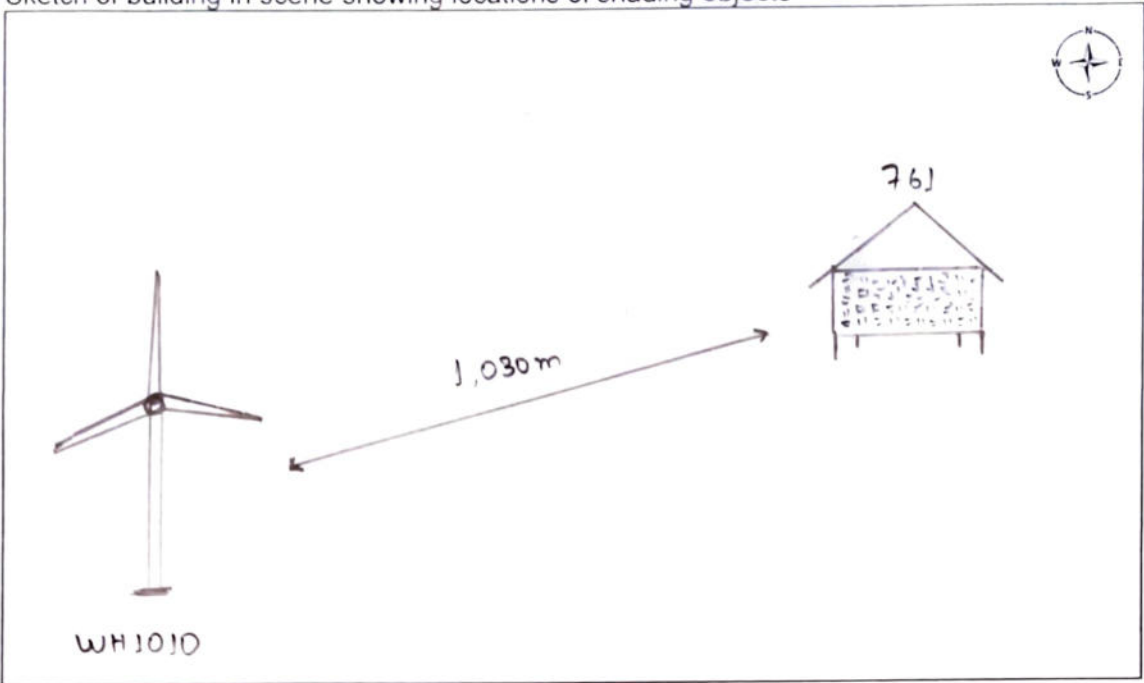 Sketch of building in scene showing locations of shading objects
N
W E
S
761
1,030m
WH1010